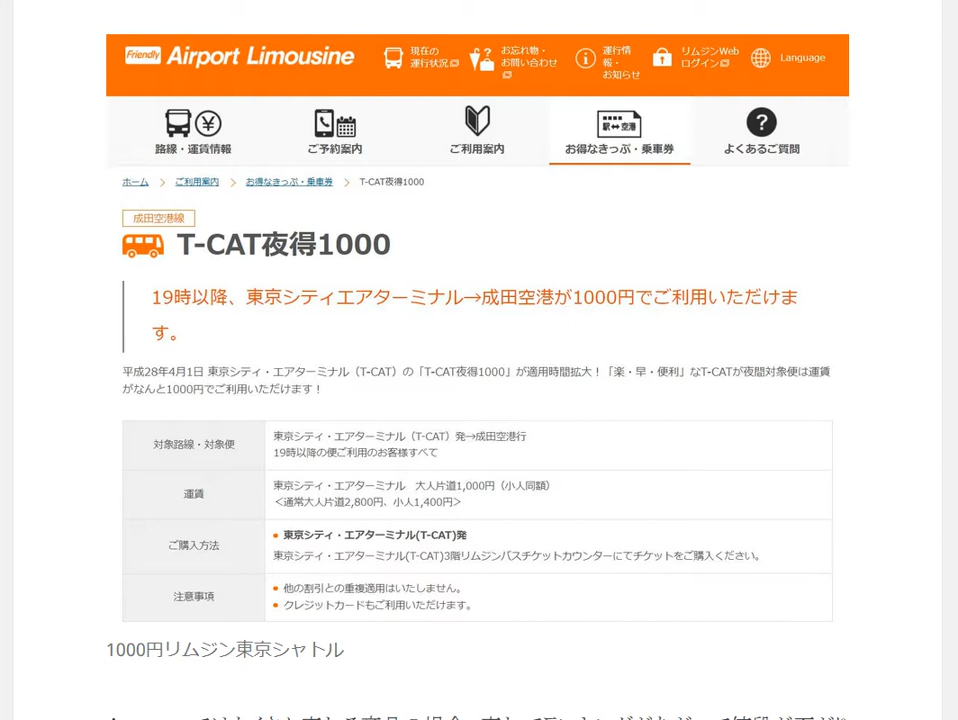 Friendly Airport Limousine
現在の
運行状況
お忘れ物・
お問い合わせ
運行情
報・
お知らせ
リムジンWeb
ログイン
Language
路線・運賃情報
ご予約案内
ご利用案内
駅↔空港
お得なきっぷ・乗車券
?
よくあるご質問
ホーム > ご利用案内 > お得なきっぷ・乗車券 > T-CAT夜得1000
成田空港線
T-CAT夜得1000
19時以降、東京シティエアターミナル→成田空港が1000円でご利用いただけま
す。
平成28年4月1日 東京シティ・エアターミナル（T-CAT）の「T-CAT夜得1000」が適用時間拡大！「楽・早・便利」なT-CATが夜間対象便は運賃
がなんと1000円でご利用いただけます！
対象路線・対象便
東京シティ・エアターミナル（T-CAT）発→成田空港行
19時以降の便ご利用のお客様すべて
運賃
東京シティ・エアターミナル　大人片道1,000円（小人同額）
＜通常大人片道2,800円、小人1,400円＞
ご購入方法
● 東京シティ・エアターミナル(T-CAT)発
東京シティ・エアターミナル(T-CAT)3階リムジンバスチケットカウンターにてチケットをご購入ください。
注意事項
● 他の割引との重複適用はいたしません。
● クレジットカードもご利用いただけます。
1000円リムジン東京シャトル